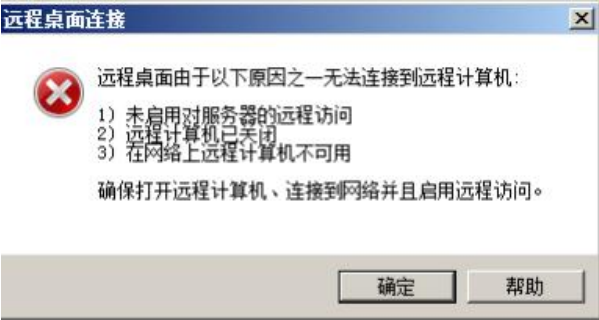 远程桌面连接
远程桌面由于以下原因之一无法连接到远程计算机:
1) 未启用对服务器的远程访问
2) 远程计算机已关闭
3) 在网络上远程计算机不可用
确保打开远程计算机、连接到网络并且启用远程访问。
确定
帮助